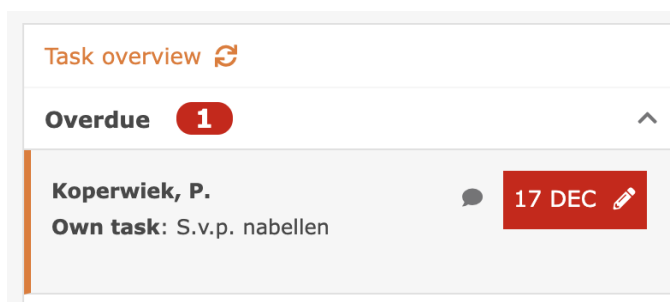 Task overview
Overdue 1
Koperwiek, P.
17 DEC
Own task: S.v.p. nabellen